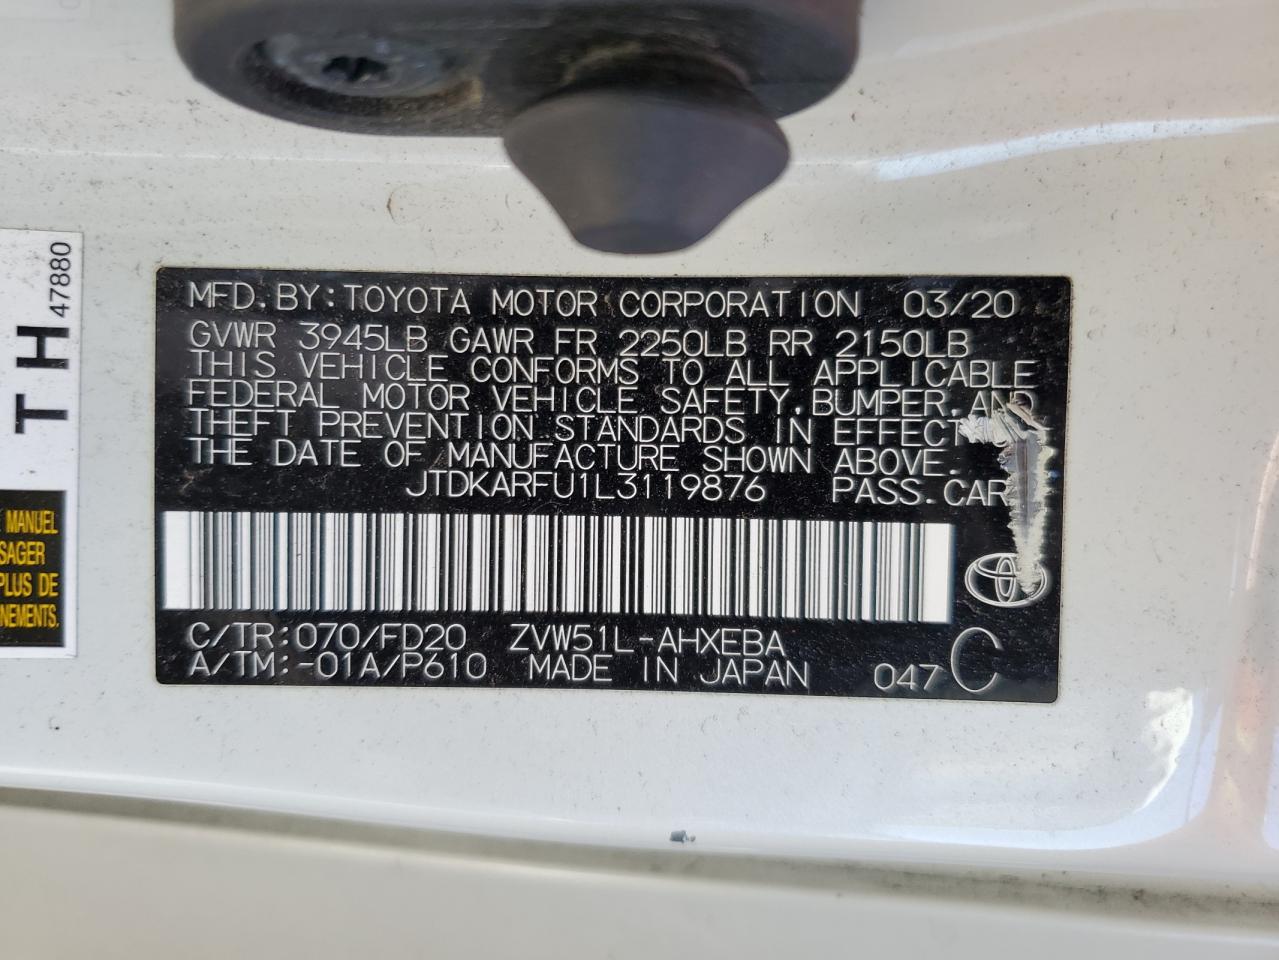 MFD.BY:TOYOTA MOTOR CORPORATION 03/20
GVWR 3945LB GAWR FR 2250LB RR 2150LB
THIS VEHICLE CONFORMS TO ALL APPLICABLE
FEDERAL MOTOR VEHICLE SAFETY,BUMPER,AND
THEFT PREVENTION STANDARDS IN EFFECT
THE DATE OF MANUFACTURE SHOWN ABOVE.
JTDKARFU1L3119876 PASS.CAR
C/TR:070/FD20 ZVW51L-AHXEBA
A/TM:-01A/P610 MADE IN JAPAN 047 C
TH
47880
MANUEL
PLUS DE